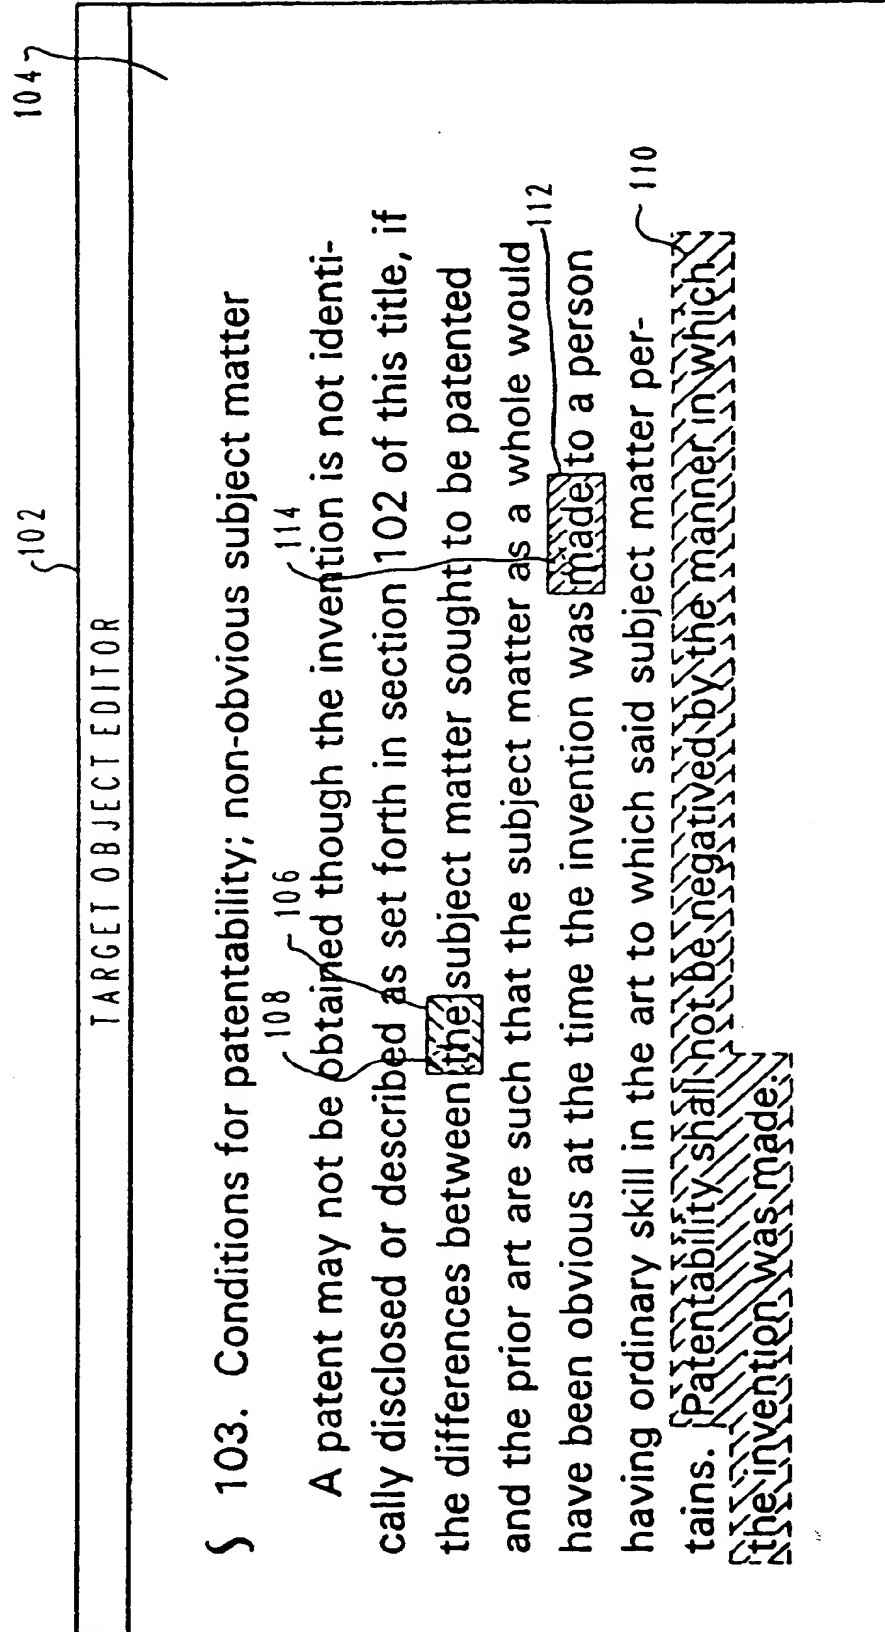 102
104
TARGET OBJECT EDITOR
§ 103. Conditions for patentability; non-obvious subject matter
108
106
114
A patent may not be obtained though the invention is not identi-
cally disclosed or described as set forth in section 102 of this title, if
the differences between the subject matter sought to be patented
and the prior art are such that the subject matter as a whole would
112
have been obvious at the time the invention was made to a person
having ordinary skill in the art to which said subject matter per-
110
tains. Patentability shall not be negatived by the manner in which
the invention was made.